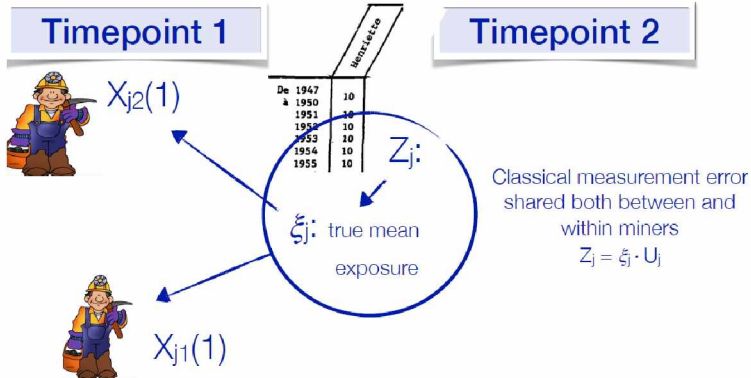 Timepoint 1
Timepoint 2
Henriette
De 1947
à 1950 10
1951 10
1952 10
1953 10
1954 10
1955 10
Xj2(1)
Zj:
ξj: true mean
exposure
Xj1(1)
Classical measurement error
shared both between and
within miners
Zj = ξj · Uj